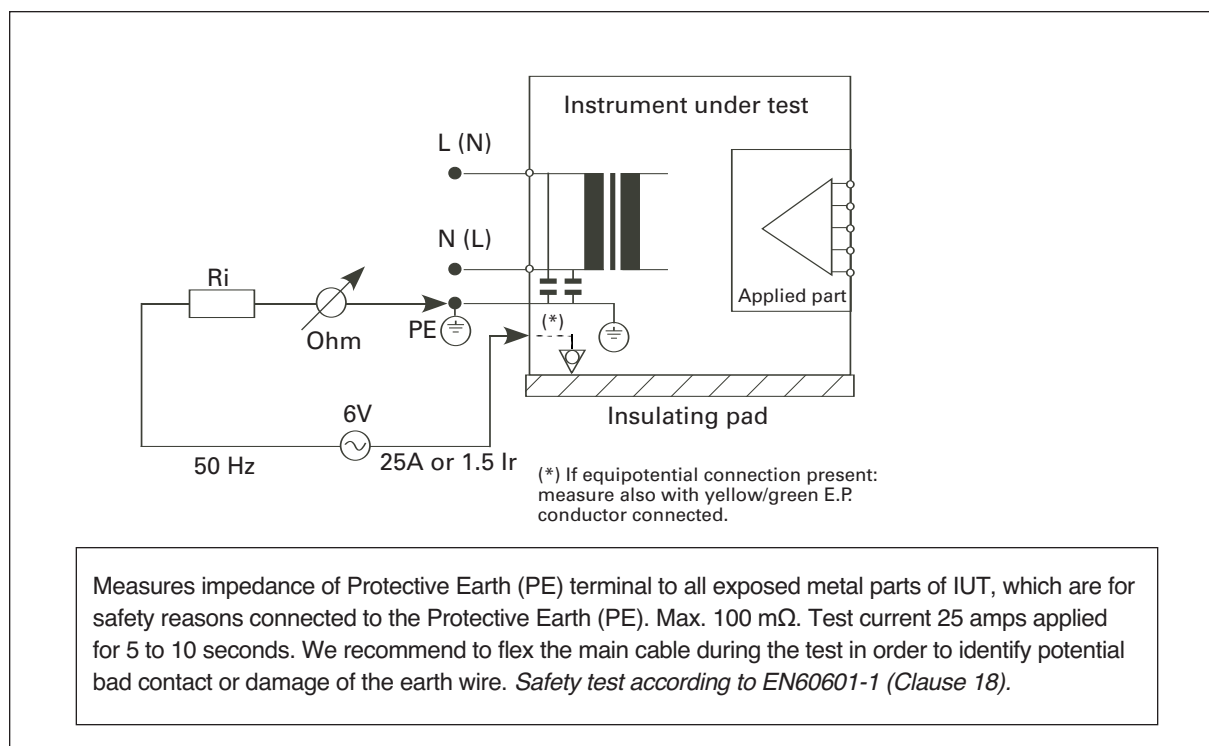 Instrument under test
L (N)
N (L)
Applied part
Ri
Ohm
PE
(*)
Insulating pad
6V
50 Hz
25A or 1.5 Ir
(*) If equipotential connection present:
measure also with yellow/green E.P.
conductor connected.
Measures impedance of Protective Earth (PE) terminal to all exposed metal parts of IUT, which are for
safety reasons connected to the Protective Earth (PE). Max. 100 mΩ. Test current 25 amps applied
for 5 to 10 seconds. We recommend to flex the main cable during the test in order to identify potential
bad contact or damage of the earth wire. Safety test according to EN60601-1 (Clause 18).